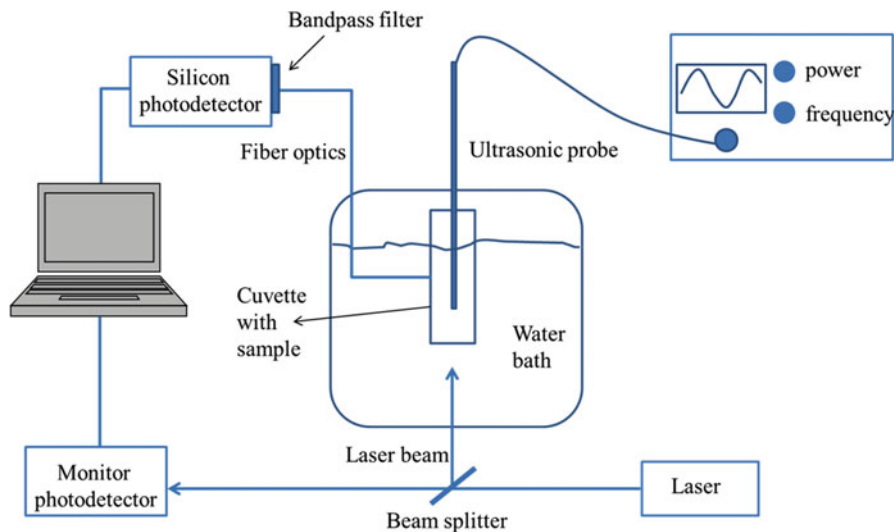 Bandpass filter
Silicon
photodetector
power
frequency
Fiber optics
Ultrasonic probe
Cuvette
with
sample
Water
bath
Laser beam
Monitor
photodetector
Laser
Beam splitter